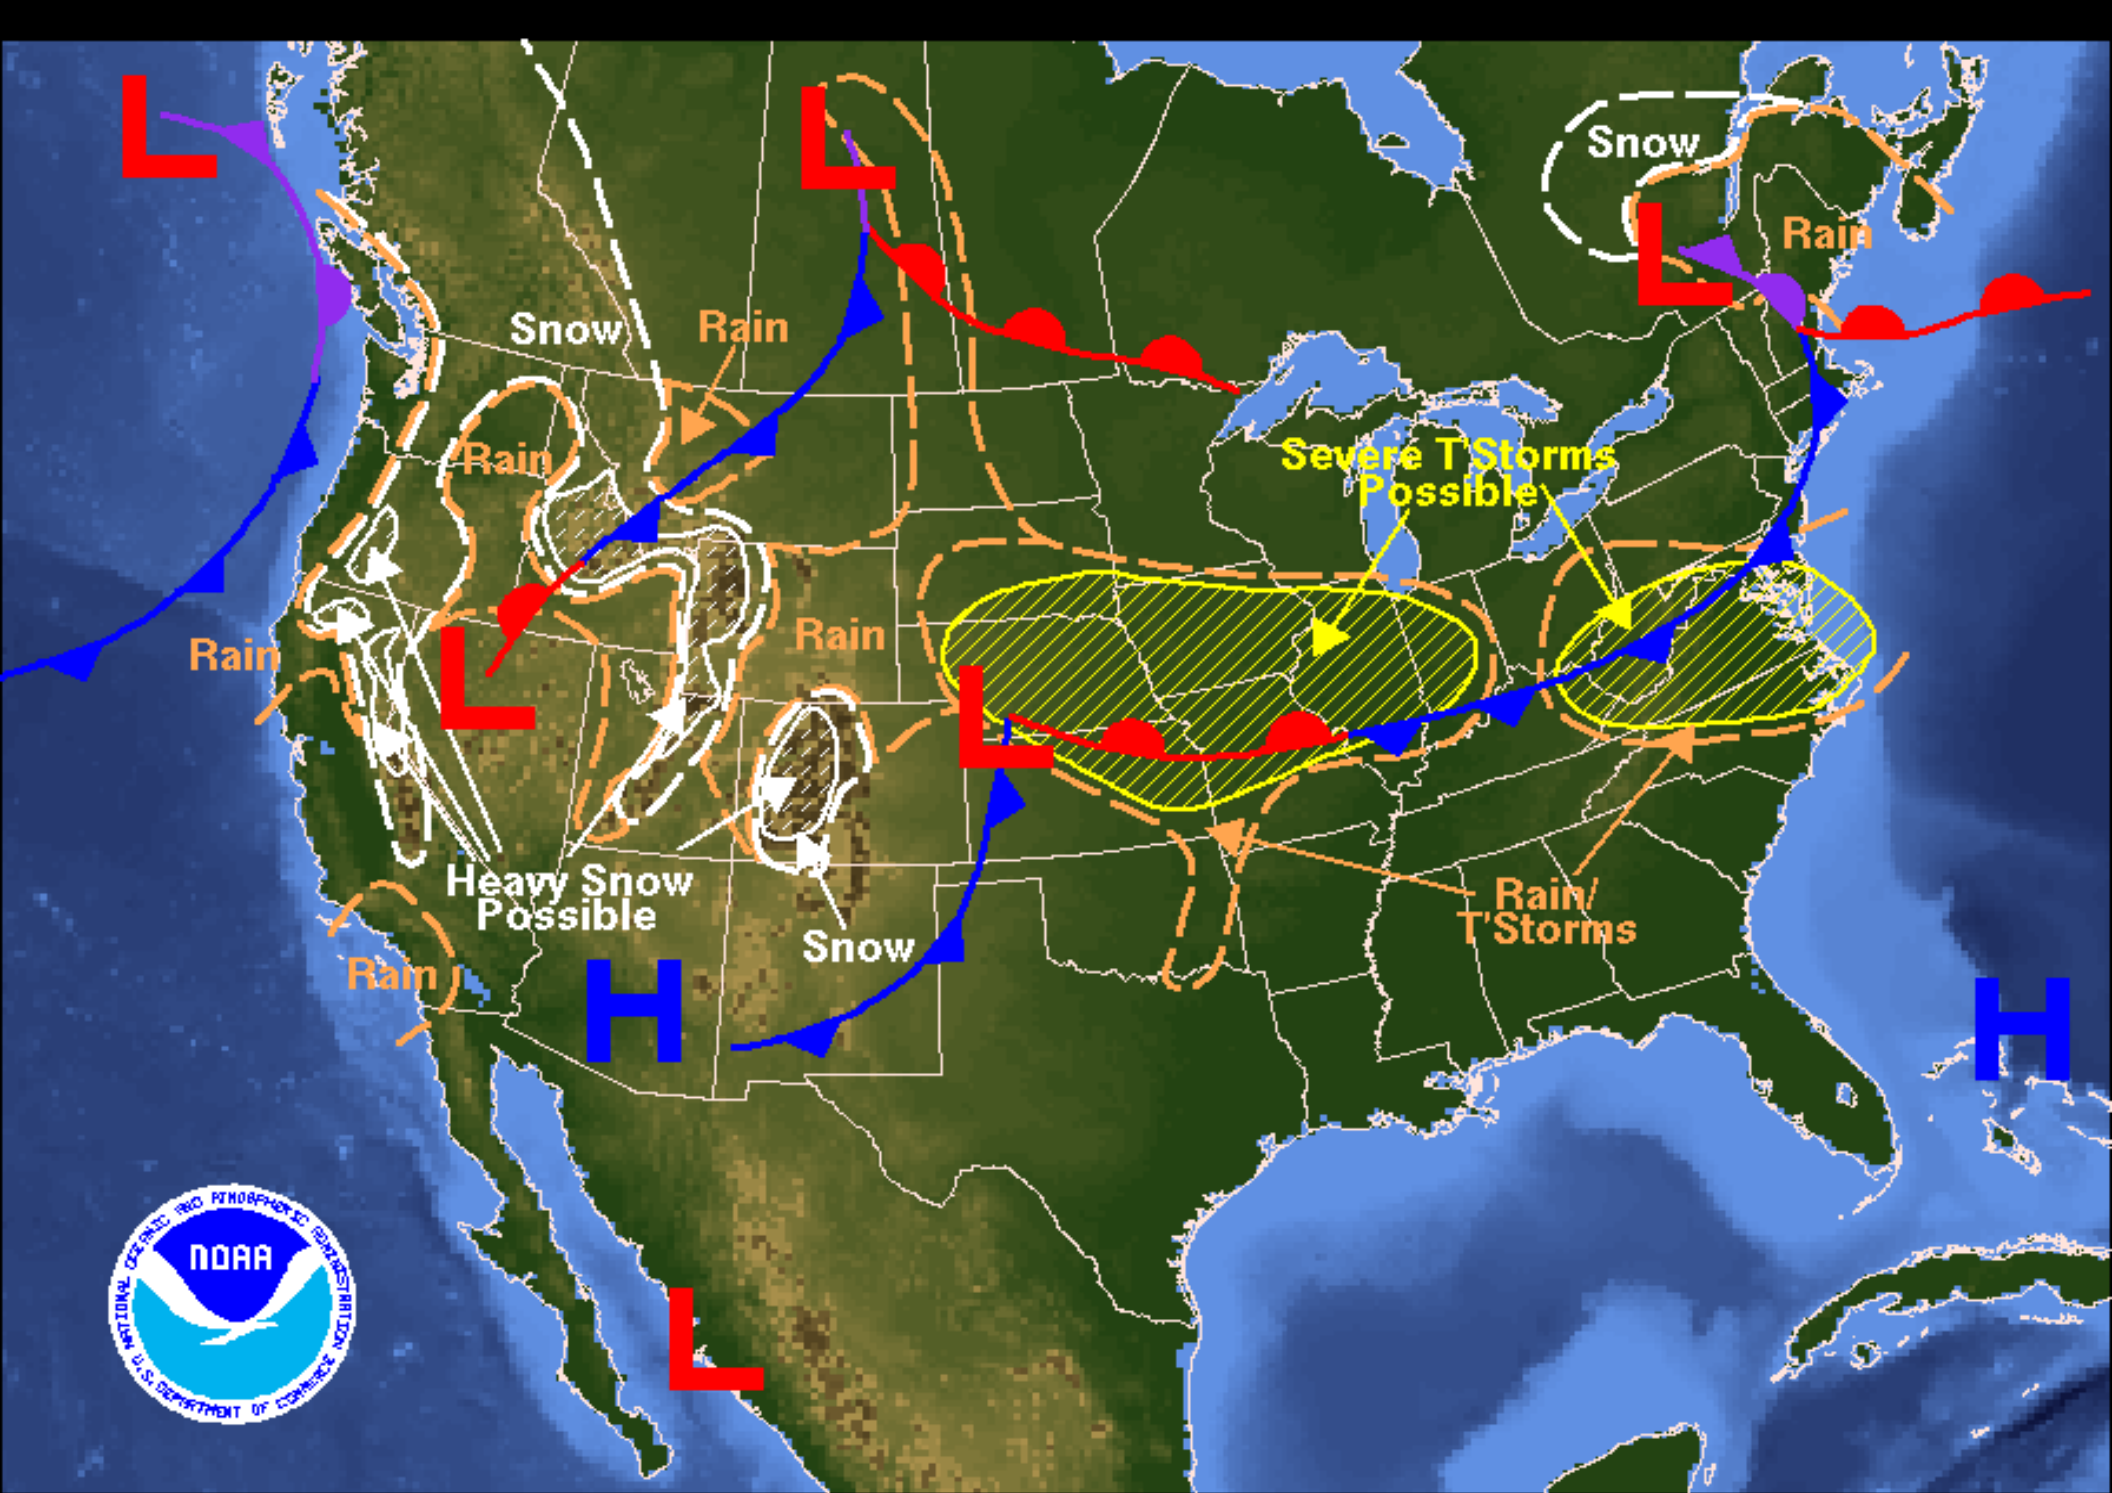 L
L
Snow
L
Rain
Snow
Rain
Rain
Severe T'Storms
Possible
Rain
Rain
L
L
Heavy Snow
Possible
Rain/
T'Storms
Snow
Rain
H
H
NATIONAL OCEANIC AND ATMOSPHERIC ADMINISTRATION
NOAA
U.S. DEPARTMENT OF COMMERCE
L